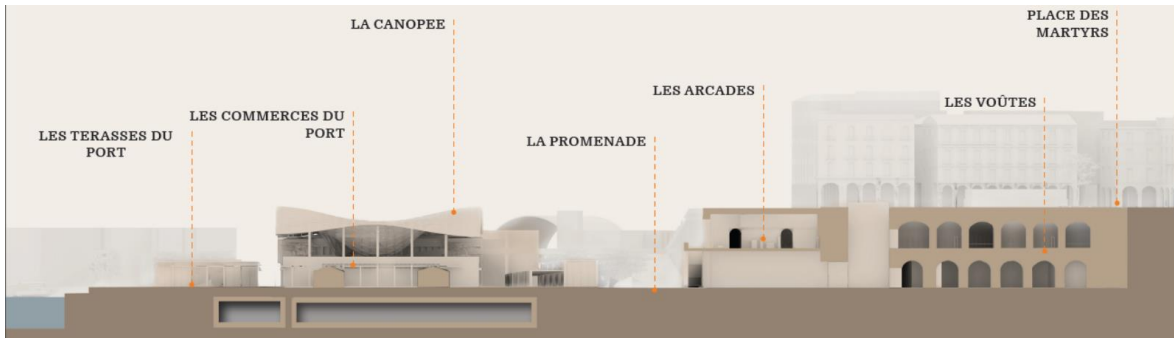 LA CANOPEE
PLACE DES
MARTYRS
LES ARCADES
LES VOÛTES
LES COMMERCES DU
PORT
LES TERASSES DU
PORT
LA PROMENADE